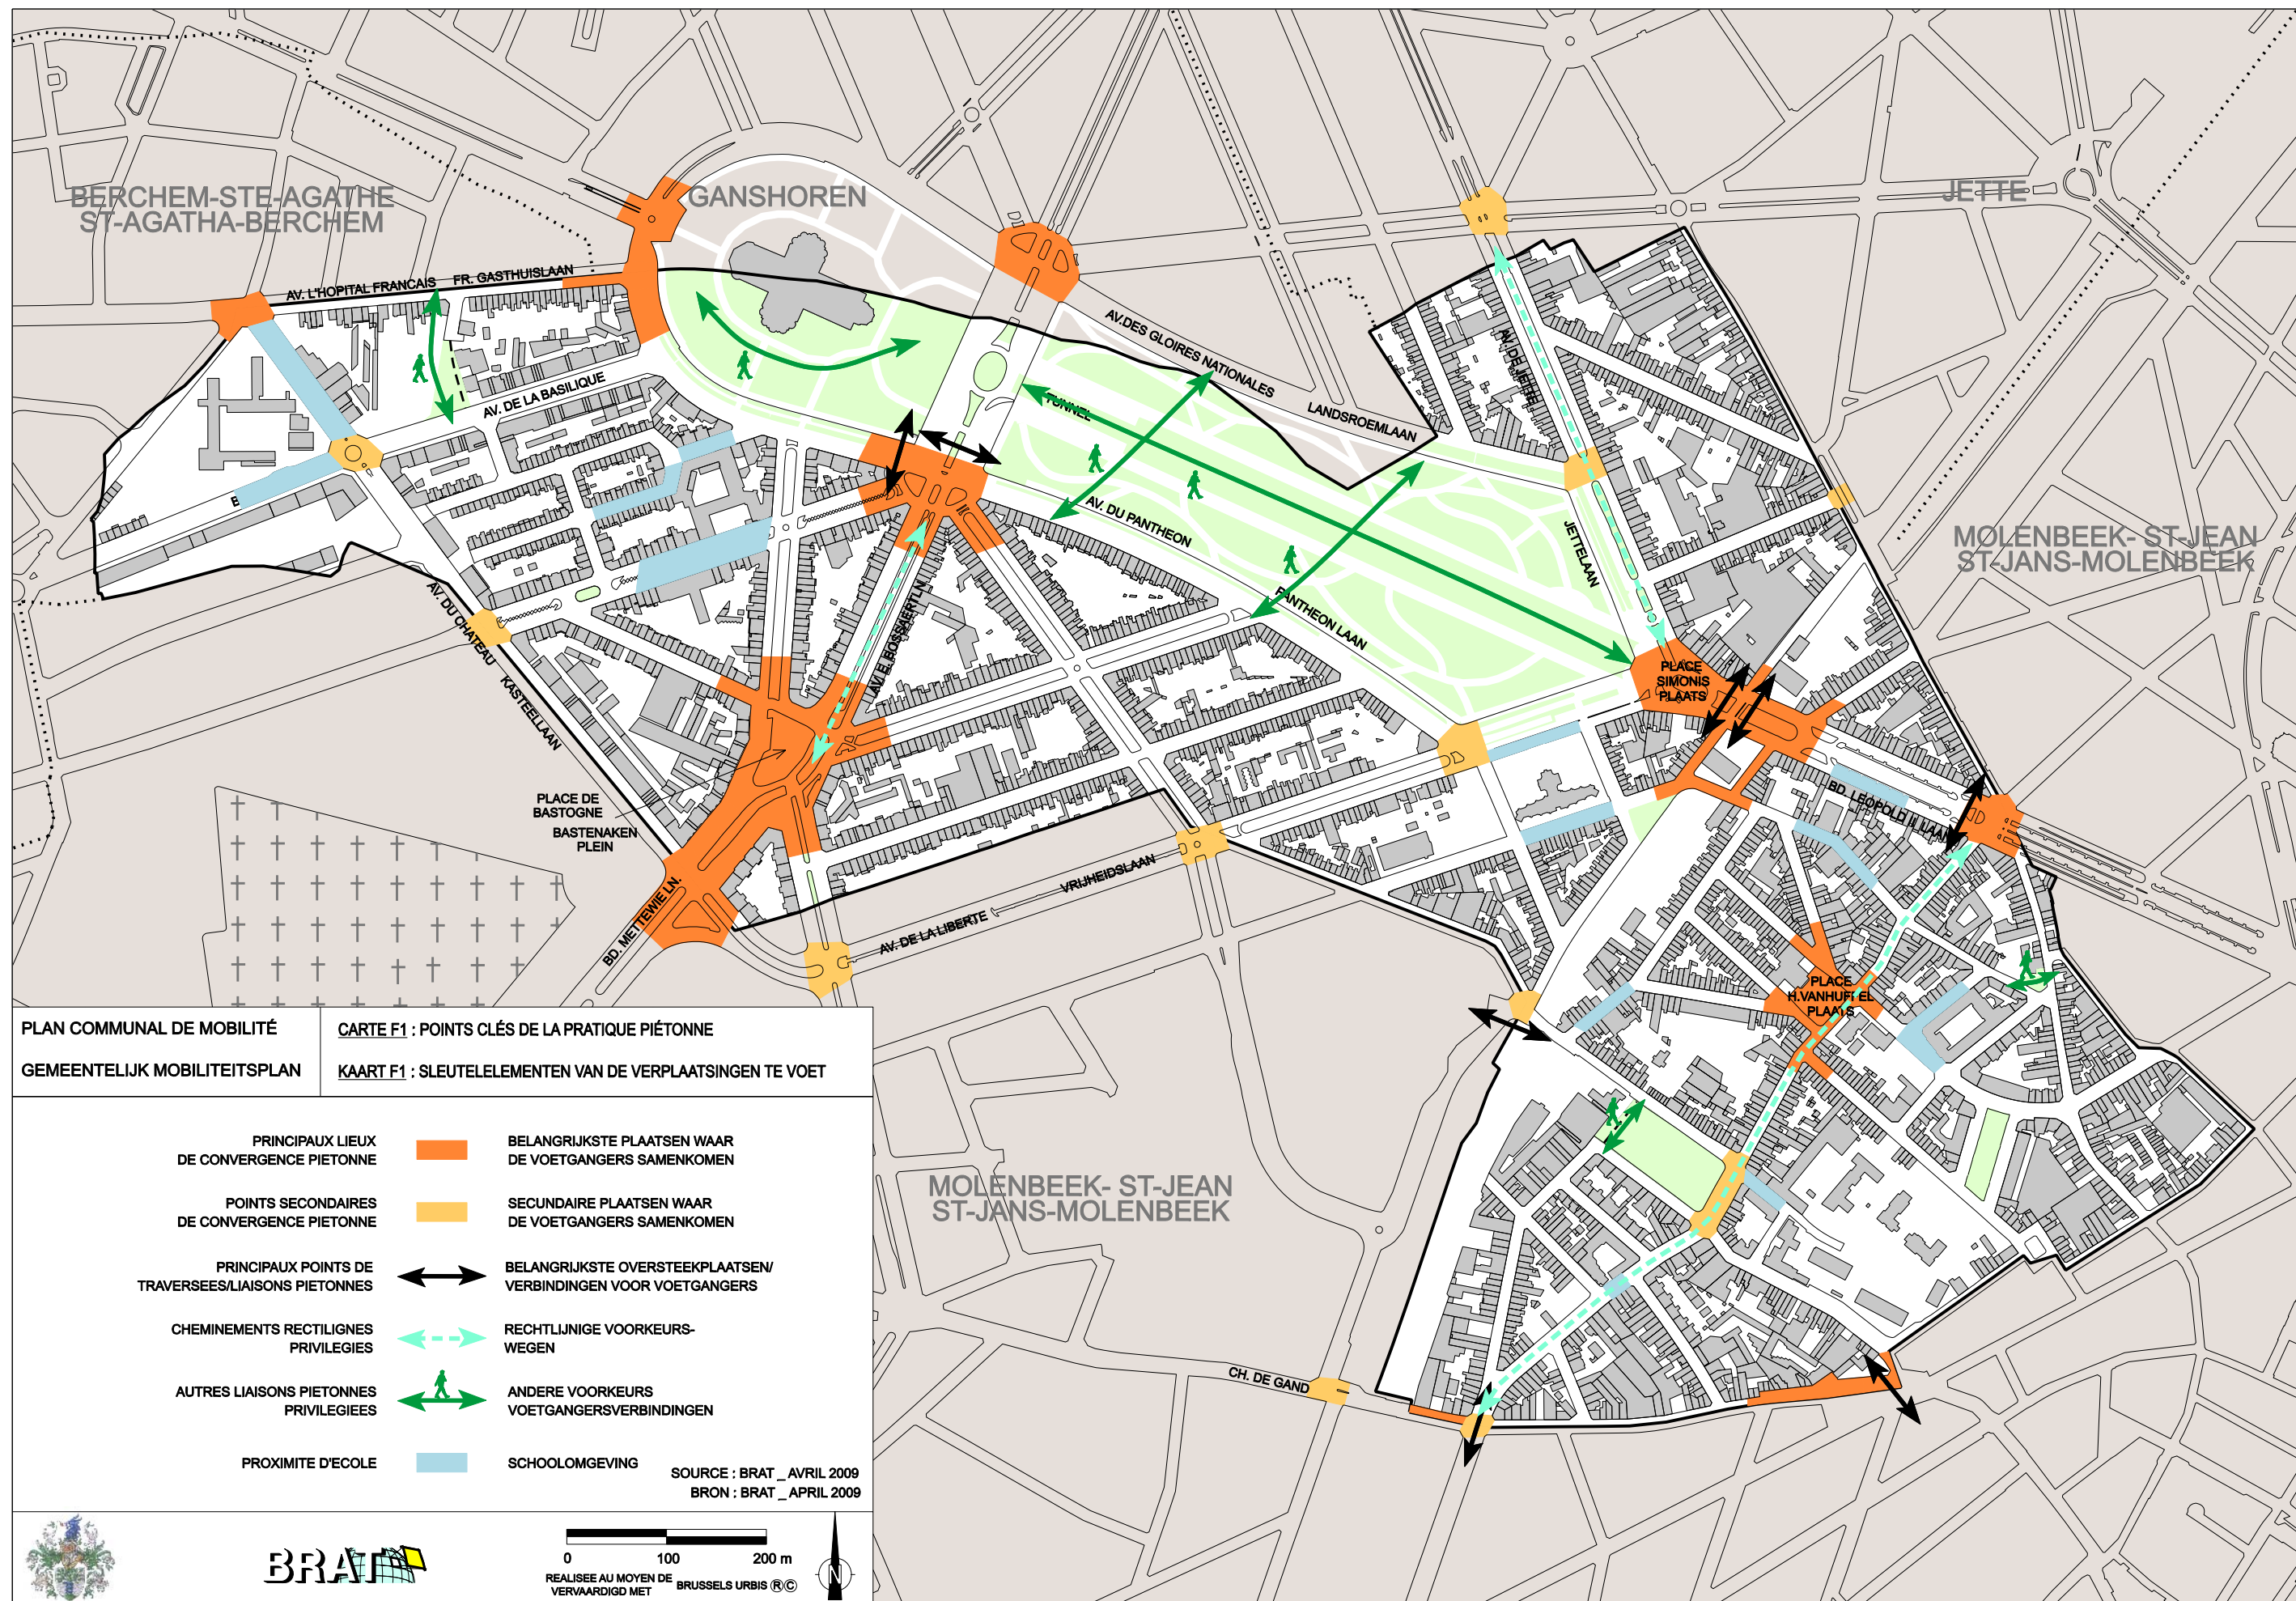 BERCHEM-STE-AGATHE
ST-AGATHA-BERCHEM
GANSHOREN
JETTE
AV. L'HOPITAL FRANCAIS
FR. GASTHUISLAAN
AV. DE LA BASILIQUE
AV.DES GLOIRES NATIONALES
LANDSROEMLAAN
TUNNEL
AV. DE JETTE
JETTELAAN
AV. DU PANTHEON
PANTHEON LAAN
MOLENBEEK- ST-JEAN
ST-JANS-MOLENBEEK
AV. DU CHATEAU
KASTEELLAAN
AV. E. BOSSAERTLN.
PLACE
SIMONIS
PLAATS
PLACE DE
BASTOGNE
BASTENAKEN
PLEIN
BD. LEOPOLD II LAAN
BD. METTEWIE LN.
AV. DE LA LIBERTE
VRIJHEIDSLAAN
PLACE
H.VANHUFFEL
PLAATS
MOLENBEEK- ST-JEAN
ST-JANS-MOLENBEEK
CH. DE GAND
PLAN COMMUNAL DE MOBILITÉ
GEMEENTELIJK MOBILITEITSPLAN
CARTE F1 : POINTS CLÉS DE LA PRATIQUE PIÉTONNE
KAART F1 : SLEUTELELEMENTEN VAN DE VERPLAATSINGEN TE VOET
PRINCIPAUX LIEUX
DE CONVERGENCE PIETONNE
BELANGRIJKSTE PLAATSEN WAAR
DE VOETGANGERS SAMENKOMEN
POINTS SECONDAIRES
DE CONVERGENCE PIETONNE
SECUNDAIRE PLAATSEN WAAR
DE VOETGANGERS SAMENKOMEN
PRINCIPAUX POINTS DE
TRAVERSEES/LIAISONS PIETONNES
BELANGRIJKSTE OVERSTEEKPLAATSEN/
VERBINDINGEN VOOR VOETGANGERS
CHEMINEMENTS RECTILIGNES
PRIVILEGIES
RECHTLIJNIGE VOORKEURS-
WEGEN
AUTRES LIAISONS PIETONNES
PRIVILEGIEES
ANDERE VOORKEURS
VOETGANGERSVERBINDINGEN
PROXIMITE D'ECOLE
SCHOOLOMGEVING
SOURCE : BRAT _ AVRIL 2009
BRON : BRAT _ APRIL 2009
BRAT
0 100 200 m
REALISEE AU MOYEN DE
VERVAARDIGD MET
BRUSSELS URBIS ®©
N